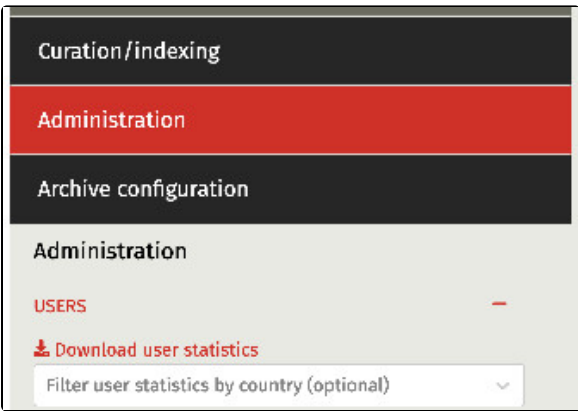 Curation/indexing
Administration
Archive configuration
Administration
USERS
Download user statistics
Filter user statistics by country (optional)